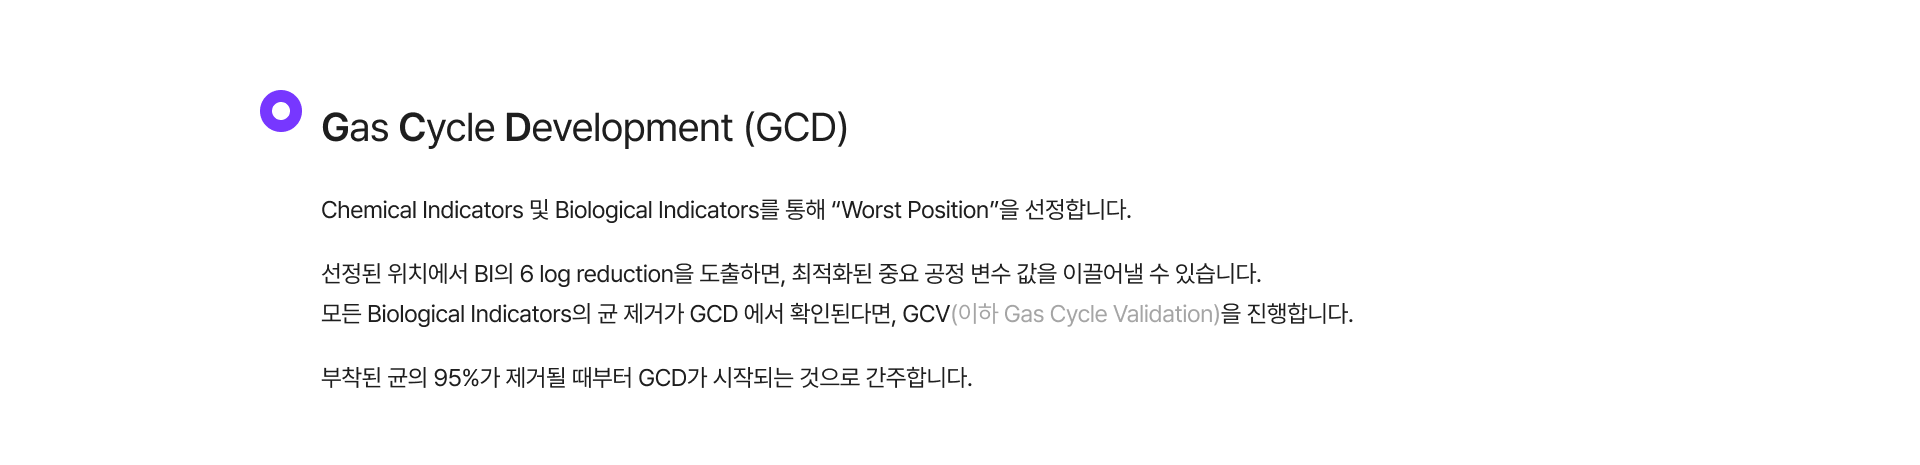 Gas Cycle Development (GCD)
Chemical Indicators 및 Biological Indicators를 통해 “Worst Position”을 선정합니다.
선정된 위치에서 BI의 6 log reduction을 도출하면, 최적화된 중요 공정 변수 값을 이끌어낼 수 있습니다.
모든 Biological Indicators의 균 제거가 GCD 에서 확인된다면, GCV(이하 Gas Cycle Validation)을 진행합니다.
부착된 균의 95%가 제거될 때부터 GCD가 시작되는 것으로 간주합니다.